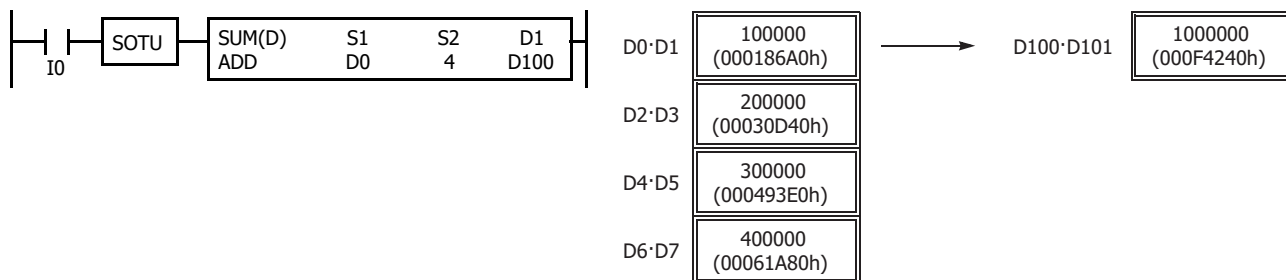 I0
SOTU
SUM(D) S1 S2 D1
ADD D0 4 D100
D0·D1
100000
(000186A0h)
D100·D101
1000000
(000F4240h)
D2·D3
200000
(00030D40h)
D4·D5
300000
(000493E0h)
D6·D7
400000
(00061A80h)